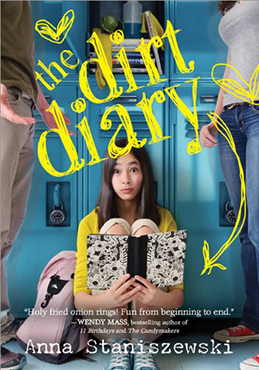 the
dirt
diary
"Holy fried onion rings! Fun from beginning to end."
—WENDY MASS, bestselling author of
11 Birthdays and The Candymakers
Anna Staniszewski